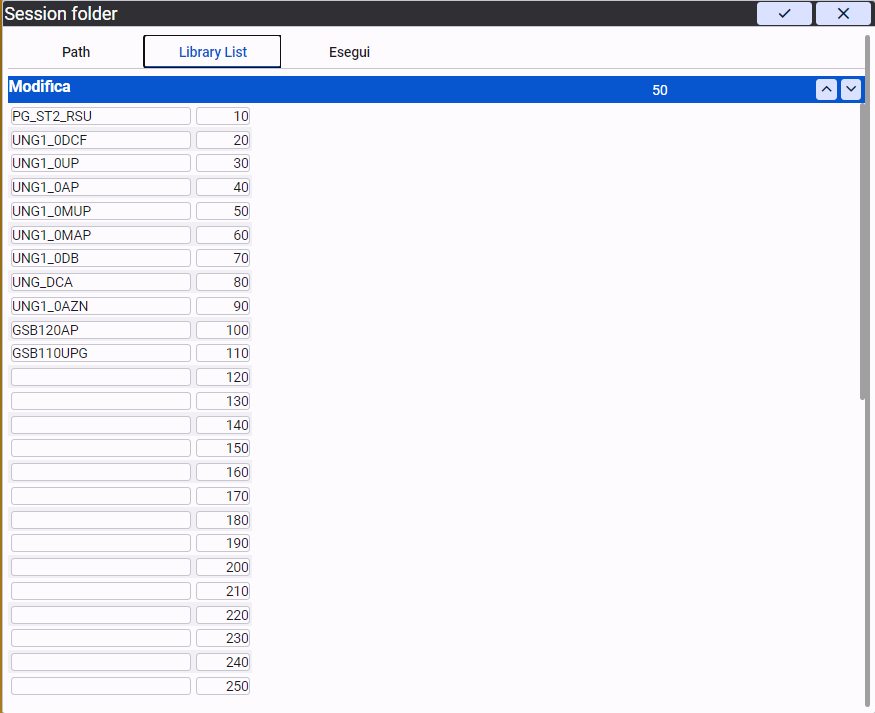 Session folder
Path Library List Esegui
Modifica 50
PG_ST2_RSU 10
UNG1_0DCF 20
UNG1_0UP 30
UNG1_0AP 40
UNG1_0MUP 50
UNG1_0MAP 60
UNG1_0DB 70
UNG_DCA 80
UNG1_0AZN 90
GSB120AP 100
GSB110UPG 110
120
130
140
150
160
170
180
190
200
210
220
230
240
250